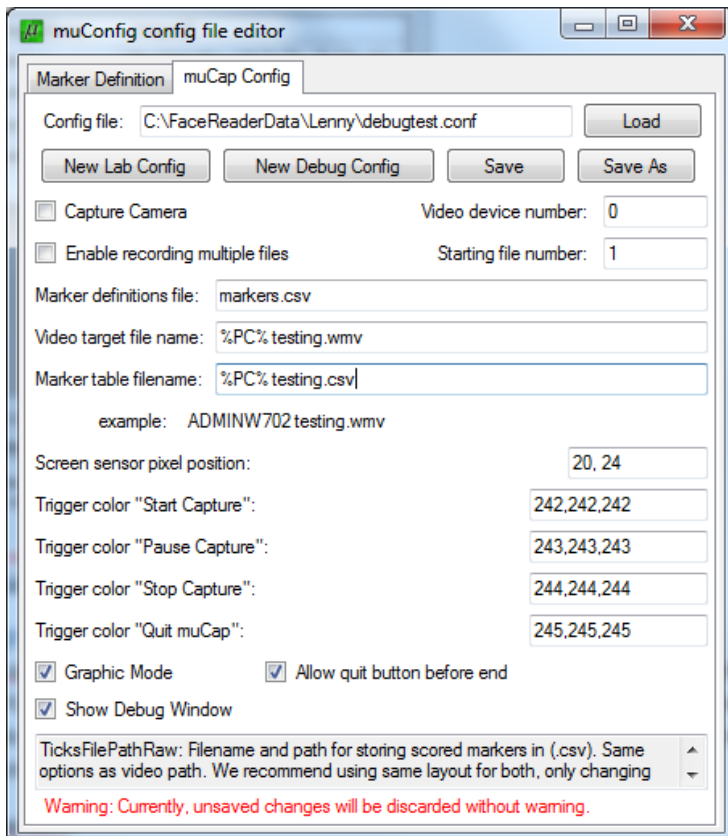 μ muConfig config file editor
Marker Definition muCap Config
Config file: C:\FaceReaderData\Lenny\debugtest.conf Load
New Lab Config New Debug Config Save Save As
Capture Camera Video device number: 0
Enable recording multiple files Starting file number: 1
Marker definitions file: markers.csv
Video target file name: %PC% testing.wmv
Marker table filename: %PC% testing.csv
example: ADMINW702 testing.wmv
Screen sensor pixel position: 20, 24
Trigger color "Start Capture": 242,242,242
Trigger color "Pause Capture": 243,243,243
Trigger color "Stop Capture": 244,244,244
Trigger color "Quit muCap": 245,245,245
Graphic Mode Allow quit button before end
Show Debug Window
TicksFilePathRaw: Filename and path for storing scored markers in (.csv). Same
options as video path. We recommend using same layout for both, only changing
Warning: Currently, unsaved changes will be discarded without warning.